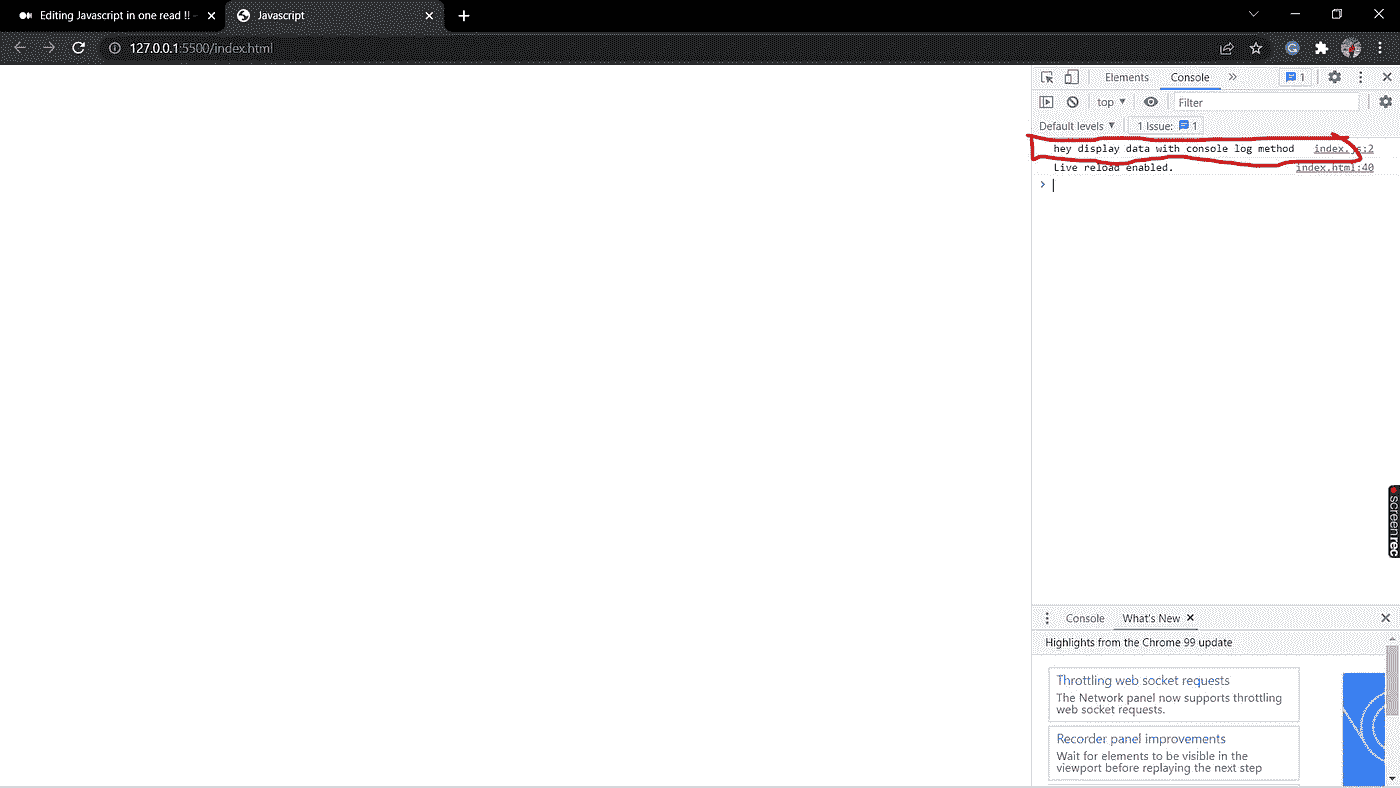 Editing Javascript in one read !! -
Javascript
127.0.0.1:5500/index.html
Elements
Console
1
top
Filter
Default levels
1 Issue:
1
hey display data with console log method
index.js:2
Live reload enabled.
index.html:40
screenrec
Console
What's New
Highlights from the Chrome 99 update
Throttling web socket requests
The Network panel now supports throttling
web socket requests.
Recorder panel improvements
Wait for elements to be visible in the
viewport before replaying the next step